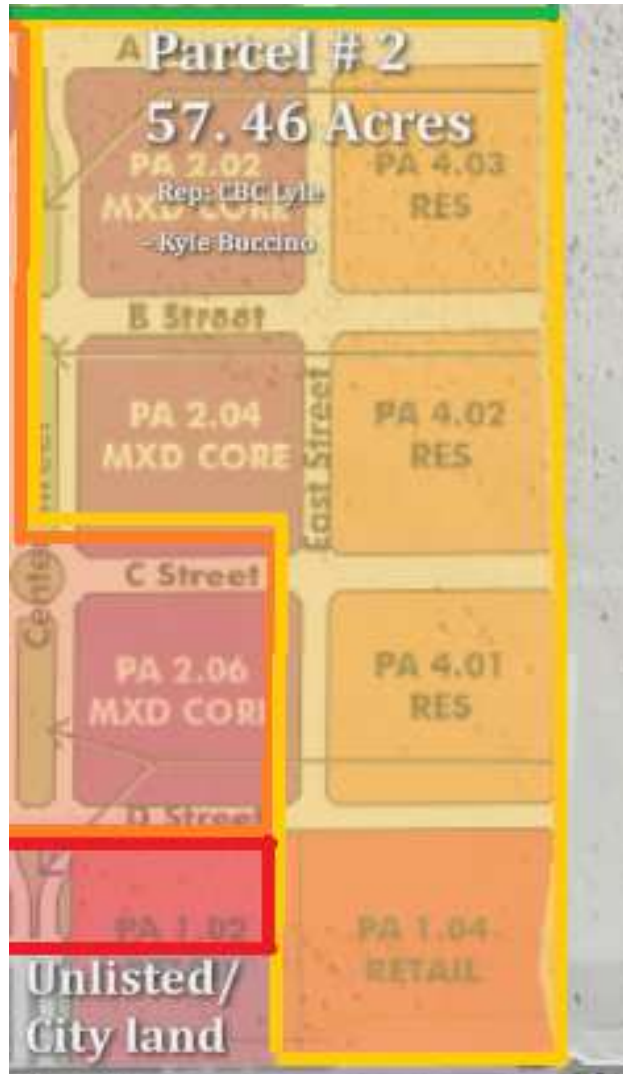 A
Parcel # 2
57. 46 Acres
PA 2.02
MXD CORE
Rep: CBC Lyle
- Kyle Buccino
PA 4.03
RES
B Street
PA 2.04
MXD CORE
East Street
PA 4.02
RES
Center
C Street
PA 2.06
MXD CORE
PA 4.01
RES
D Street
PA 1.02
PA 1.04
RETAIL
Unlisted/
City land